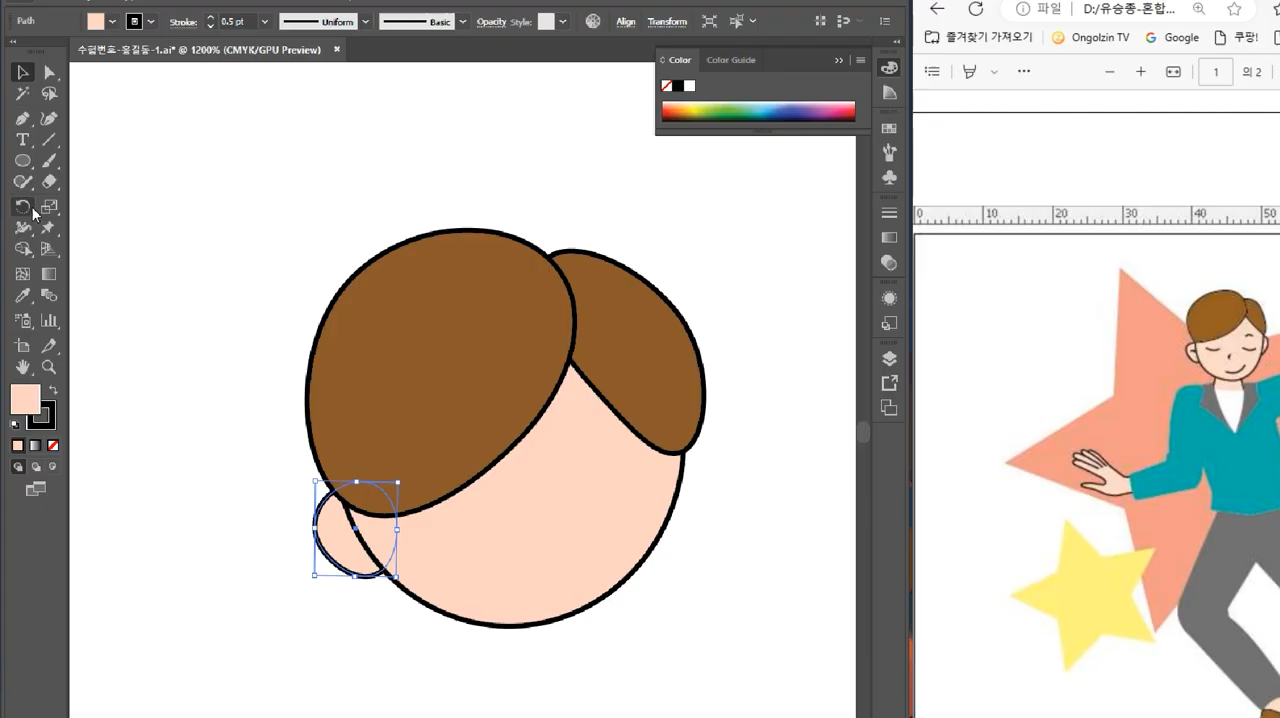 Path
Stroke:
0.5 pt
Uniform
Basic
Opacity
Style:
Align
Transform
수험번호-홍길동-1.ai* @ 1200% (CMYK/GPU Preview)
Color
Color Guide
파일
D:/유승종-혼합...
즐겨찾기 가져오기
Ongolzin TV
Google
쿠팡!
1
의 2
0
10
20
30
40
50
T